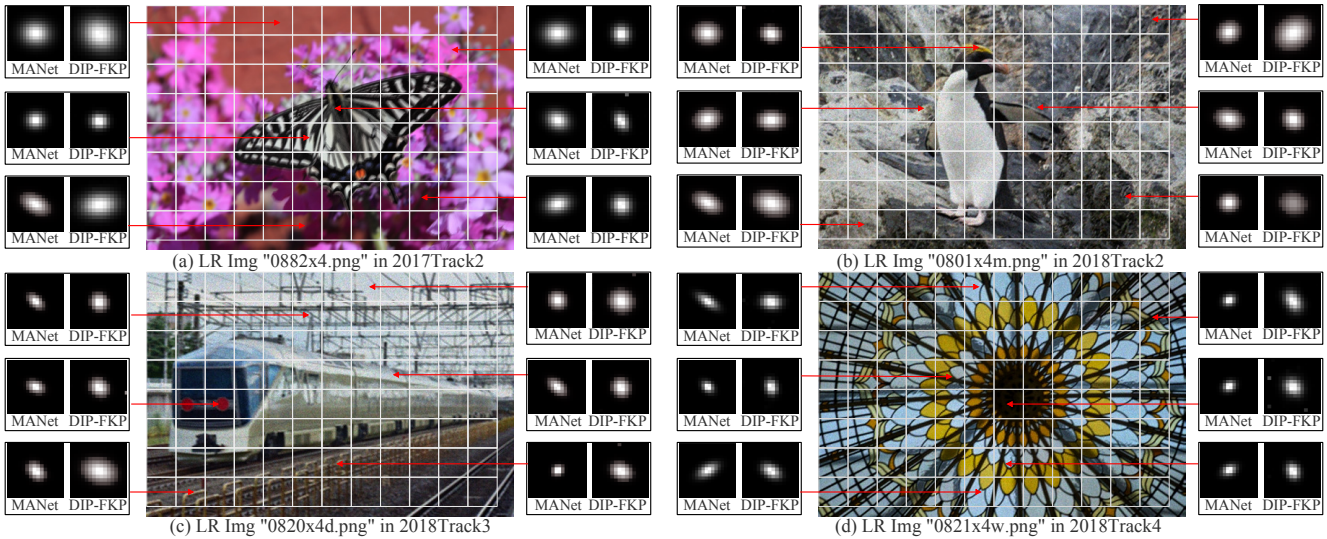 MANet DIP-FKP MANet DIP-FKP MANet DIP-FKP MANet DIP-FKP
MANet DIP-FKP MANet DIP-FKP MANet DIP-FKP MANet DIP-FKP
MANet DIP-FKP MANet DIP-FKP MANet DIP-FKP MANet DIP-FKP
(a) LR Img "0882x4.png" in 2017Track2 (b) LR Img "0801x4m.png" in 2018Track2
MANet DIP-FKP MANet DIP-FKP MANet DIP-FKP MANet DIP-FKP
MANet DIP-FKP MANet DIP-FKP MANet DIP-FKP MANet DIP-FKP
MANet DIP-FKP MANet DIP-FKP MANet DIP-FKP MANet DIP-FKP
(c) LR Img "0820x4d.png" in 2018Track3 (d) LR Img "0821x4w.png" in 2018Track4